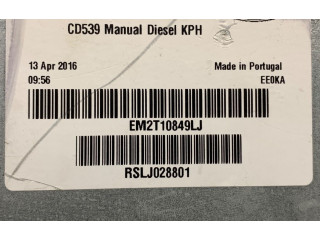 CD539 Manual Diesel KPH
13 Apr 2016 Made in Portugal
09:56 EE0KA
EM2T10849LJ
RSLJ028801